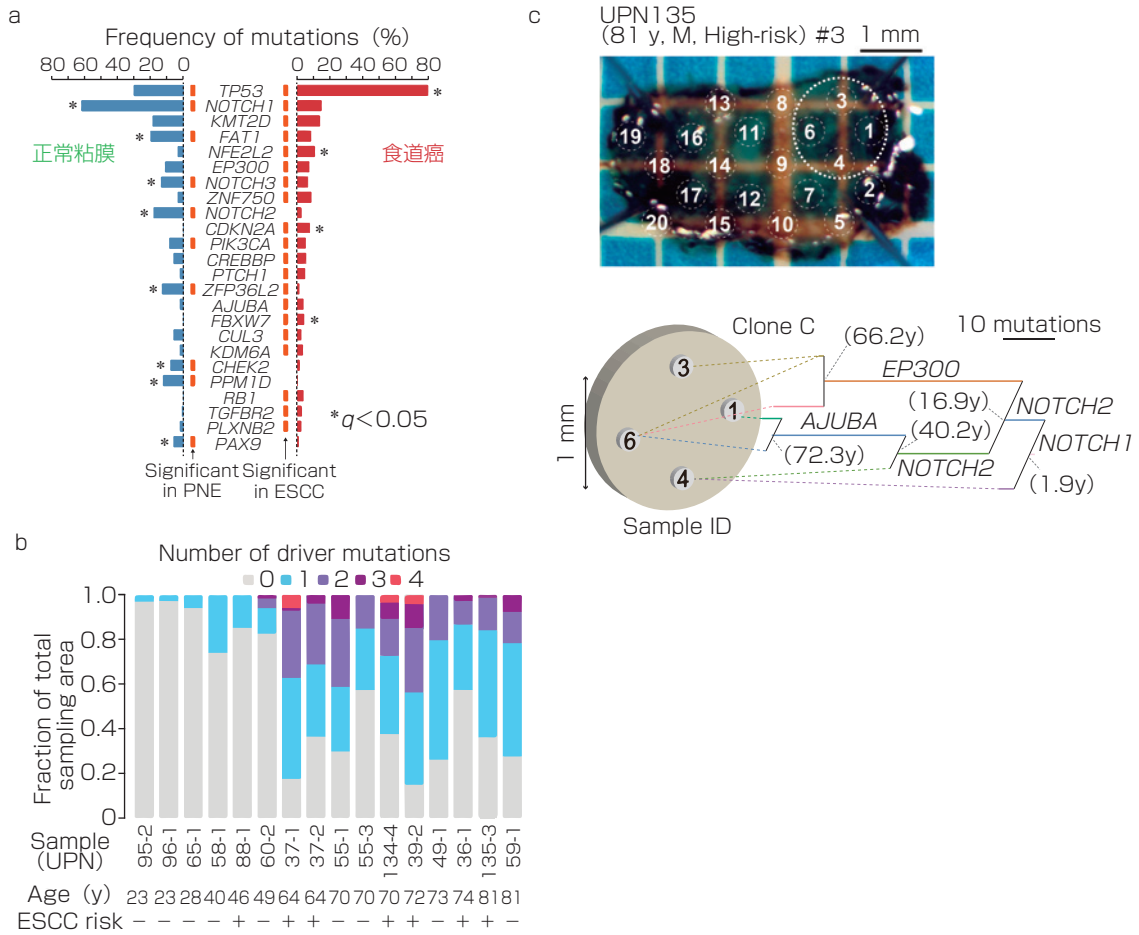 a
Frequency of mutations (%)
80 60 40 20 0 0 20 40 60 80
TP53 *
* NOTCH1
KMT2D
* FAT1
正常粘膜 NFE2L2 * 食道癌
EP300
* NOTCH3
ZNF750
* NOTCH2
CDKN2A *
PIK3CA
CREBBP
PTCH1
* ZFP36L2
AJUBA
FBXW7 *
CUL3
KDM6A
* CHEK2
* PPM1D
RB1
TGFBR2 *q<0.05
PLXNB2
* PAX9
Significant Significant
in PNE in ESCC
b
Number of driver mutations
0 1 2 3 4
Fraction of total
sampling area
1.0
0.8
0.6
0.4
0.2
0
Sample
(UPN)
95-2 96-1 65-1 58-1 88-1 60-2 37-1 37-2 55-1 55-3 134-4 39-2 49-1 36-1 135-3 59-1
Age (y) 23 23 28 40 46 49 64 64 70 70 70 72 73 74 81 81
ESCC risk − − − − + − + + − − + + − + + −
c
UPN135
(81 y, M, High-risk) #3 1 mm
13 8 3
19 16 11 6 1
18 14 9 4
17 12 7 2
20 15 10 5
Clone C
(66.2y)
10 mutations
3
EP300
1
(16.9y)
NOTCH2
AJUBA
(40.2y)
NOTCH1
6
(72.3y)
NOTCH2
4
(1.9y)
1 mm
Sample ID